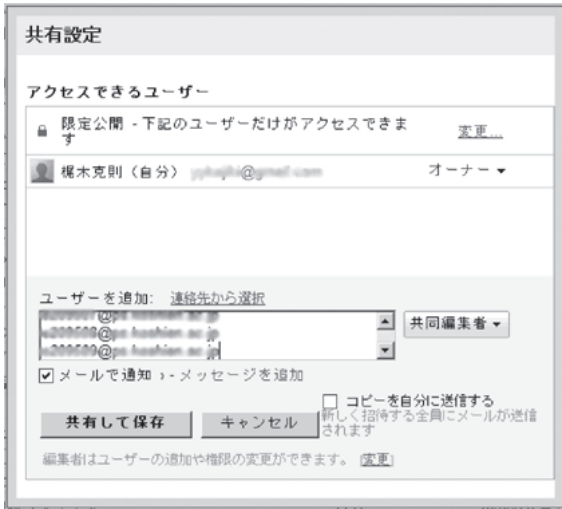 共有設定
アクセスできるユーザー
限定公開 - 下記のユーザーだけがアクセスできま
す
変更...
梶木克則（自分）
オーナー
ユーザーを追加: 連絡先から選択
共同編集者
メールで通知 › - メッセージを追加
コピーを自分に送信する
新しく招待する全員にメールが送信
されます
共有して保存
キャンセル
編集者はユーザーの追加や権限の変更ができます。 [変更]